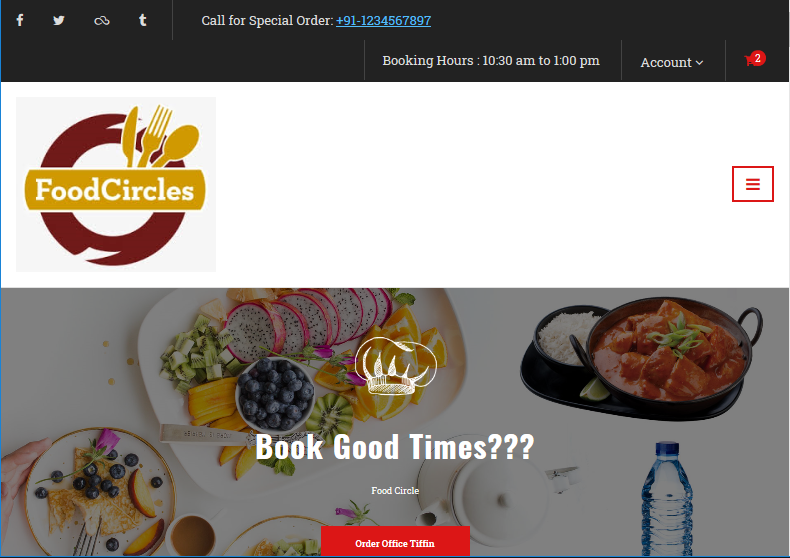 Call for Special Order: +91-1234567897
Booking Hours : 10:30 am to 1:00 pm
Account
2
FoodCircles
Book Good Times???
Food Circle
Order Office Tiffin